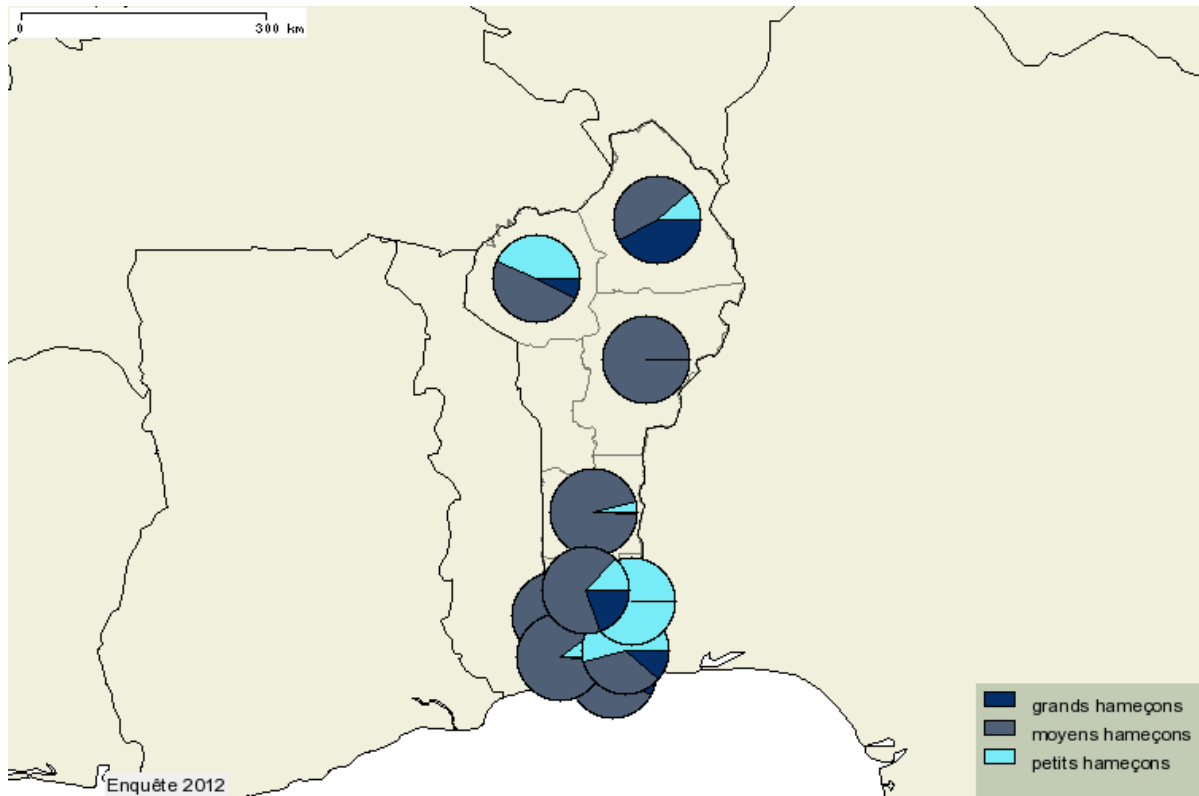 0 300 km
grands hameçons
moyens hameçons
petits hameçons
Enquête 2012